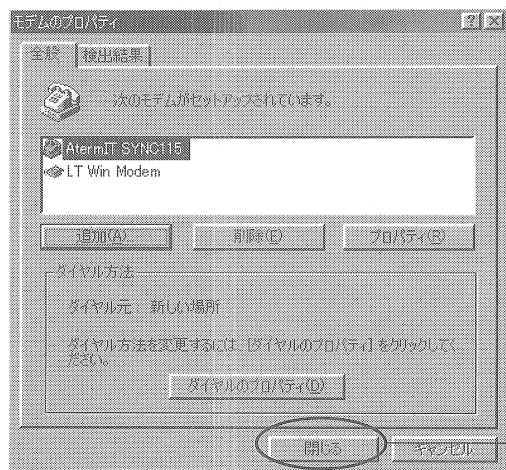 モデムのプロパティ
? ×
全般 検出結果
次のモデムがセットアップされています。
AtermIT SYNC115
LT Win Modem
追加(A)... 削除(E) プロパティ(R)
ダイヤル方法
ダイヤル元: 新しい場所
ダイヤル方法を変更するには、[ダイヤルのプロパティ] をクリックしてく
ださい。
ダイヤルのプロパティ(D)
閉じる キャンセル